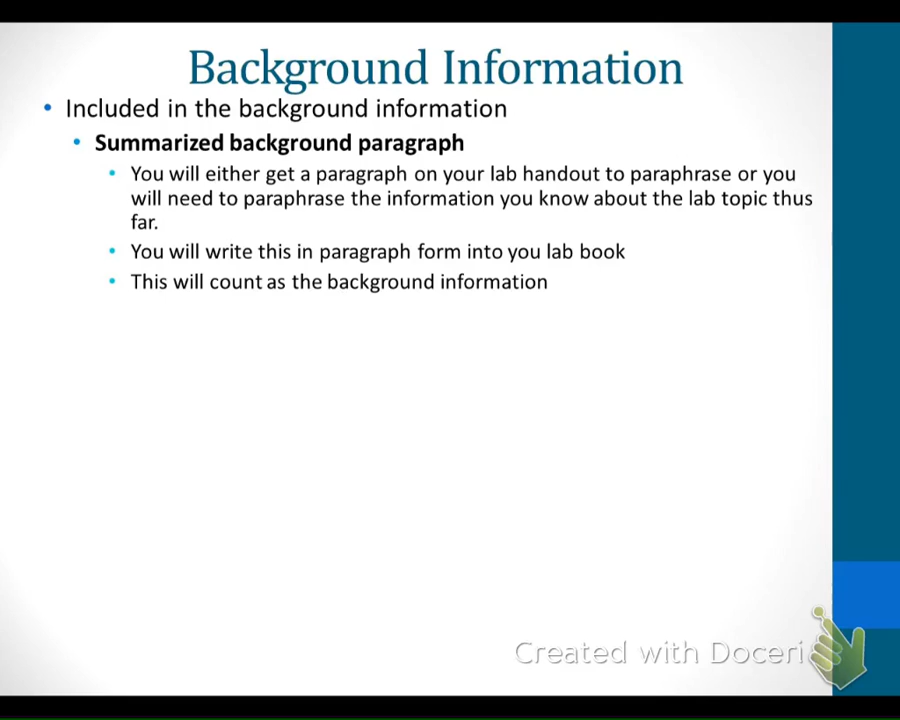 Background Information
• Included in the background information
• Summarized background paragraph
• You will either get a paragraph on your lab handout to paraphrase or you
will need to paraphrase the information you know about the lab topic thus
far.
• You will write this in paragraph form into you lab book
• This will count as the background information
Created with Doceri